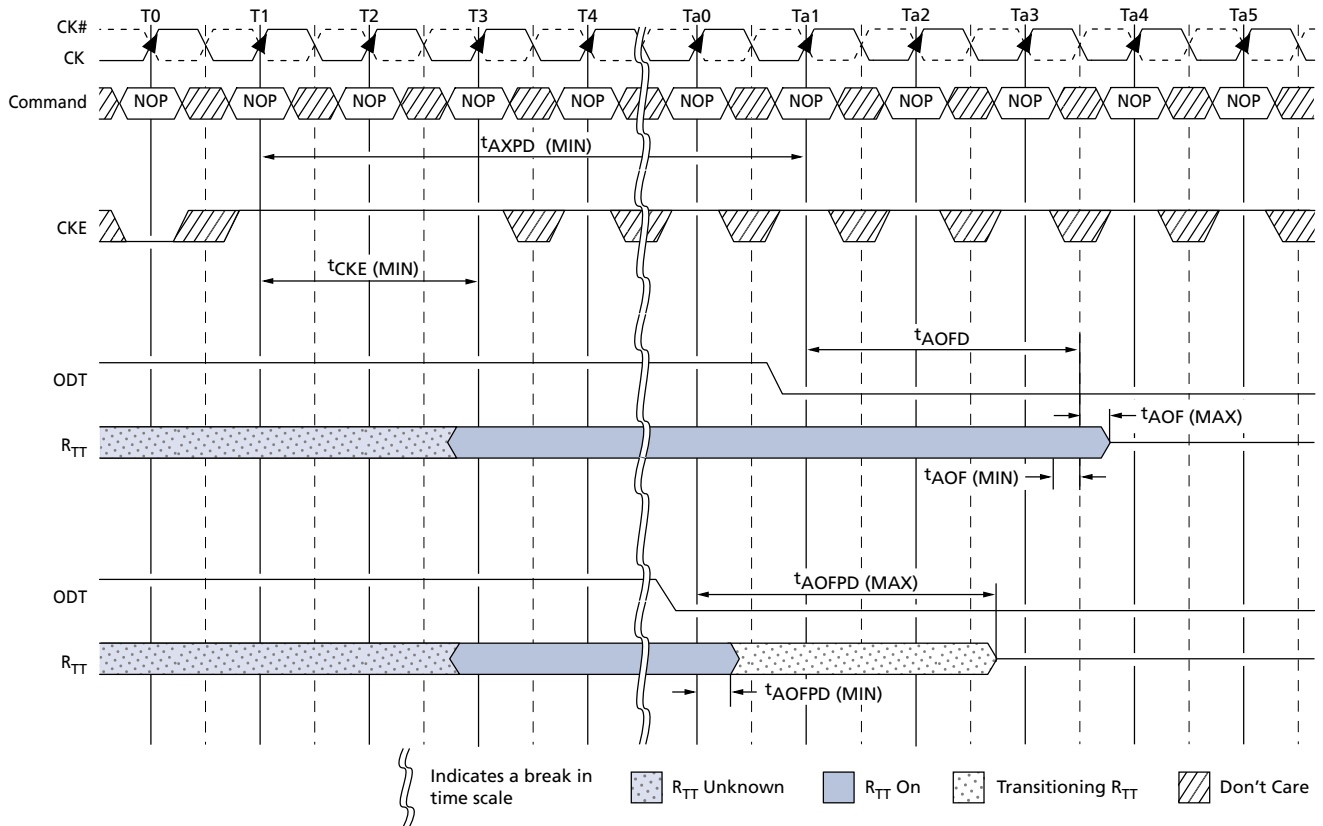 T0 T1 T2 T3 T4 Ta0 Ta1 Ta2 Ta3 Ta4 Ta5
CK#
CK
Command NOP NOP NOP NOP NOP NOP NOP NOP NOP NOP NOP
tAXPD (MIN)
CKE
tCKE (MIN)
tAOFD
ODT
tAOF (MAX)
RTT
tAOF (MIN)
tAOFPD (MAX)
ODT
RTT
tAOFPD (MIN)
Indicates a break in
time scale
RTT Unknown
RTT On
Transitioning RTT
Don't Care